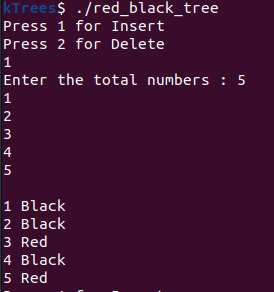 kTrees$ ./red_black_tree
Press 1 for Insert
Press 2 for Delete
1
Enter the total numbers : 5
1
2
3
4
5
1 Black
2 Black
3 Red
4 Black
5 Red